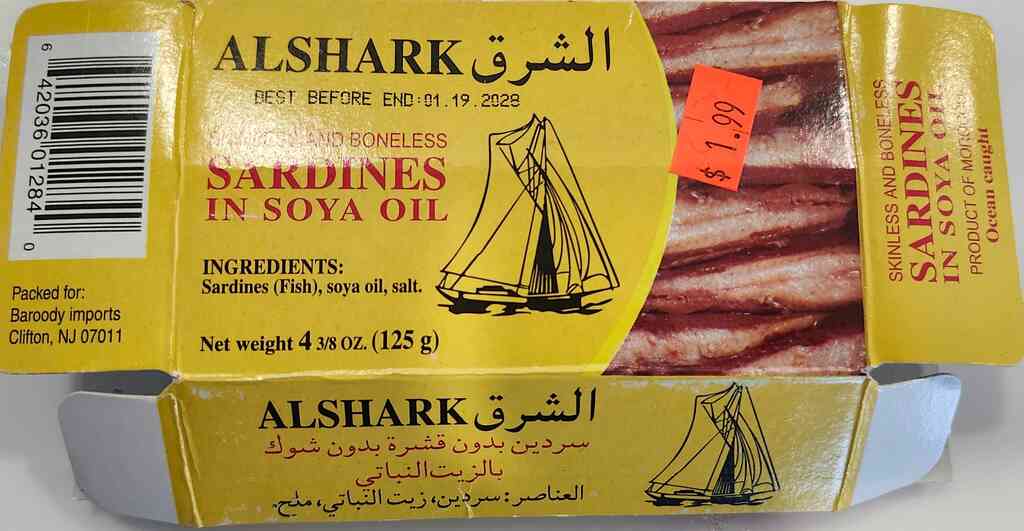 6 42036 01284 0
Packed for:
Baroody imports
Clifton, NJ 07011
ALSHARK الشرق
BEST BEFORE END:01.19.2028
AND BONELESS
SARDINES
IN SOYA OIL
INGREDIENTS:
Sardines (Fish), soya oil, salt.
Net weight 4 3/8 OZ. (125 g)
$ 1.99
SKINLESS AND BONELESS
SARDINES
IN SOYA OIL
PRODUCT OF MOROCCO
Ocean caught
ALSHARK الشرق
سردين بدون قشرة بدون شوك
بالزيت النباتي
العناصر: سردين، زيت النباتي، ملح.